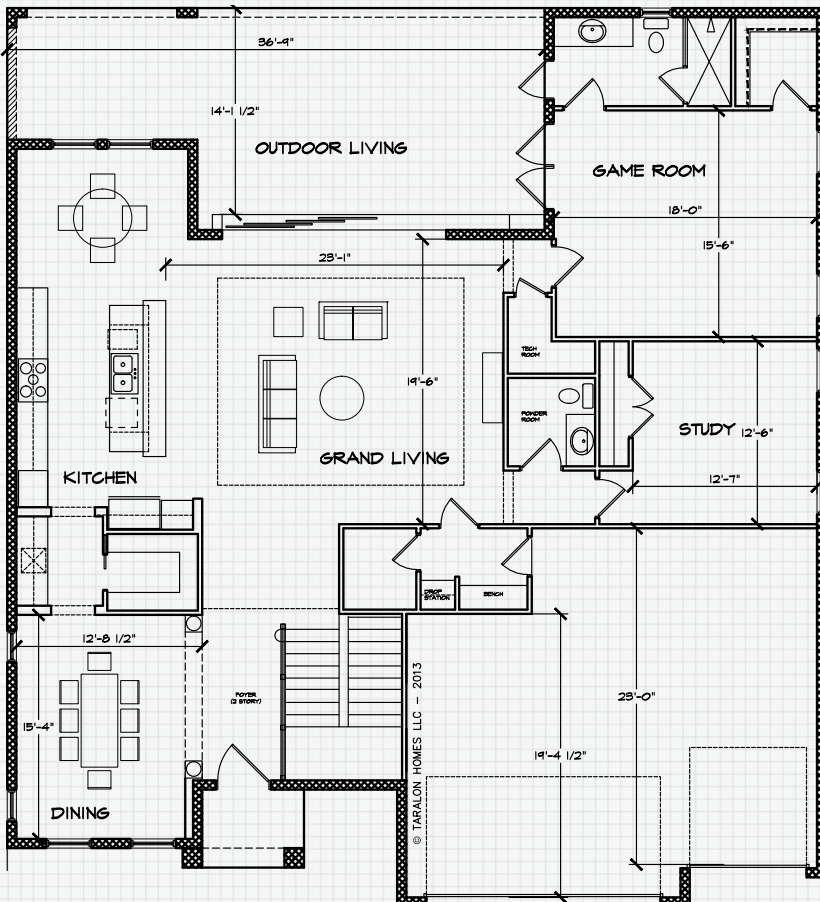 36'-9"
14'-1 1/2"
OUTDOOR LIVING
GAME ROOM
18'-0"
15'-6"
23'-1"
TECH
ROOM
19'-6"
POWDER
ROOM
STUDY
12'-6"
GRAND LIVING
KITCHEN
12'-7"
DROP
STATION
BENCH
12'-8 1/2"
FOYER
(2 STORY)
15'-4"
23'-0"
19'-4 1/2"
© TARALON HOMES LLC - 2013
DINING